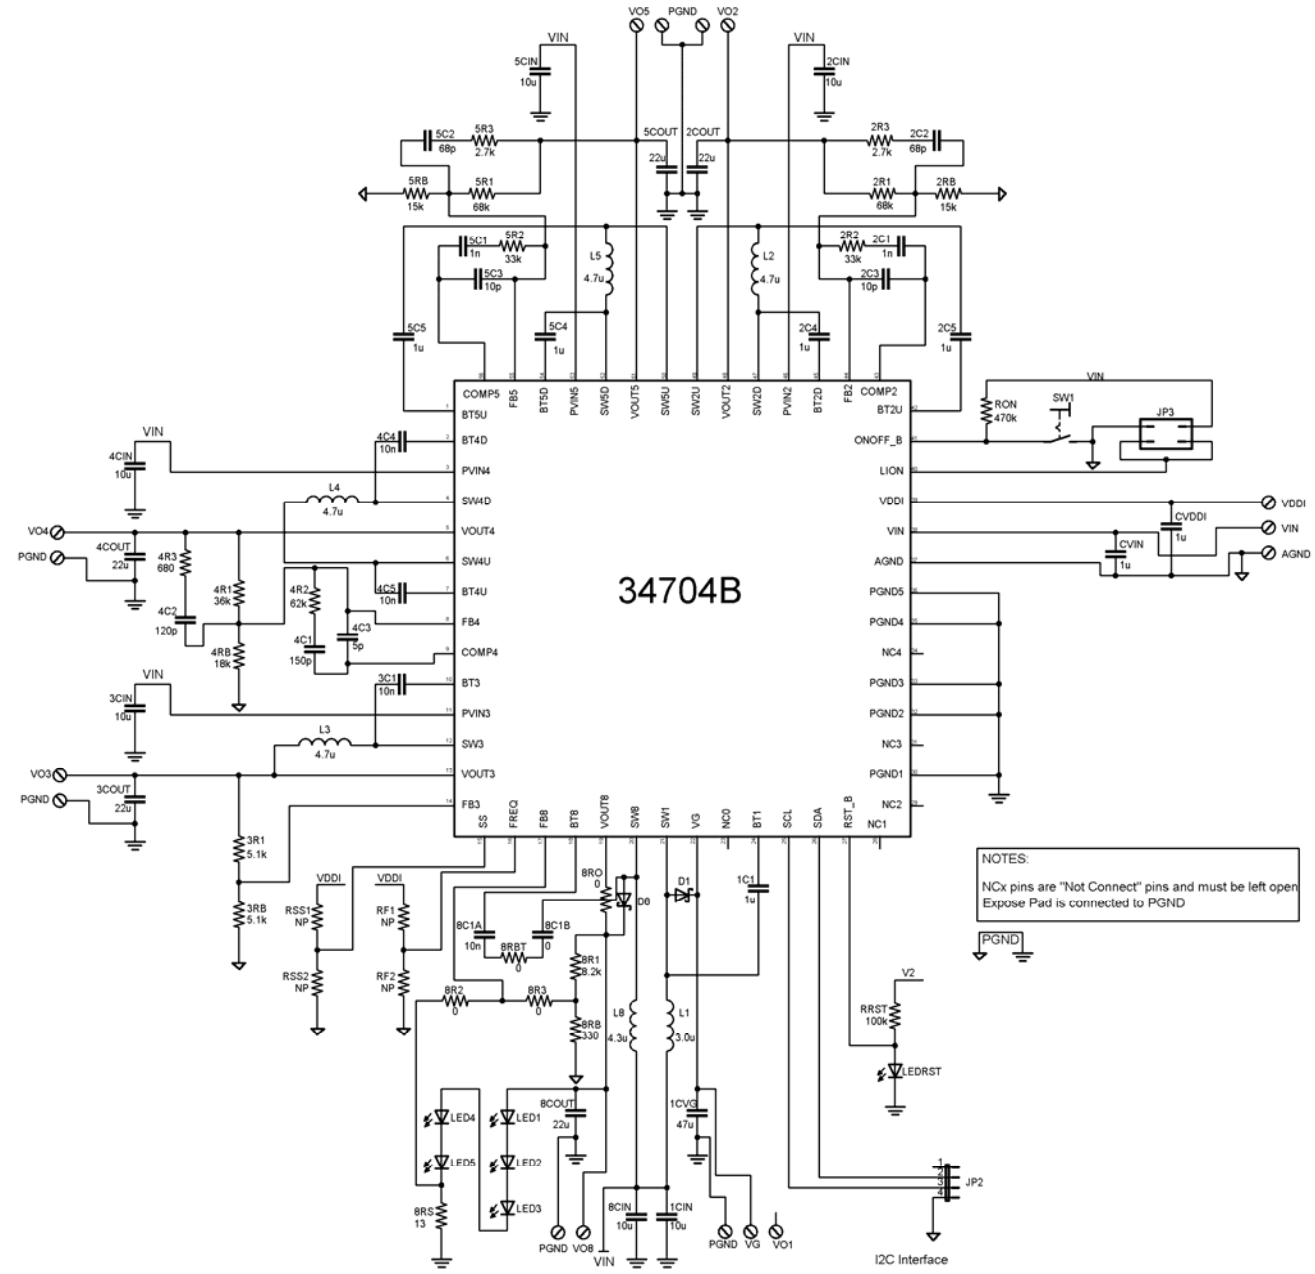 VO5 PGND VO2
VIN VIN
5CIN
10u
2CIN
10u
5C2
68p
5R3
2.7k
5COUT
22u
2COUT
22u
2R3
2.7k
2C2
68p
5RB
15k
5R1
68k
2R1
68k
2RB
15k
5C1
1n
5R2
33k
L5
4.7u
L2
4.7u
2R2
33k
2C1
1n
5C3
10p
2C3
10p
5C5
1u
5C4
1u
2C4
1u
2C5
1u
COMP5
FB5
BT5D
PVIN5
SW5D
VOUT5
SW5U
SW2U
VOUT2
SW2D
PVIN2
BT2D
FB2
COMP2
BT5U
BT4D
PVIN4
SW4D
VOUT4
SW4U
BT4U
FB4
COMP4
BT3
PVIN3
SW3
VOUT3
FB3
34704B
BT2U
ONOFF_B
LION
VDDI
VIN
AGND
PGND5
PGND4
NC4
PGND3
PGND2
NC3
PGND1
NC2
NC1
SS
FREQ
FB8
BT8
VOUT8
SW8
SW1
VG
NC0
BT1
SCL
SDA
RST_B
VIN
RON
470k
SW1
JP3
VDDI
VIN
AGND
CVDDI
1u
CVIN
1u
VIN
4CIN
10u
4C4
10n
L4
4.7u
VO4
PGND
4COUT
22u
4R3
680
4R1
36k
4R2
62k
4C5
10n
4C2
120p
4C3
5p
4RB
18k
4C1
150p
VIN
3CIN
10u
3C1
10n
L3
4.7u
VO3
PGND
3COUT
22u
3R1
5.1k
3RB
5.1k
VDDI VDDI
RSS1
NP
RF1
NP
RSS2
NP
RF2
NP
8RO
0
D1
1C1
1u
8C1A
10n
8C1B
0
8RBT
0
8R1
8.2k
8R2
0
8R3
0
8RB
330
L8
4.3u
L1
3.0u
LED4
LED1
LED5
LED2
LED3
8COUT
22u
1CVG
47u
8RS
13
8CIN
10u
1CIN
10u
PGND VO8
VIN
PGND VG VO1
NOTES:
NCx pins are "Not Connect" pins and must be left open
Expose Pad is connected to PGND
PGND
V2
RRST
100k
LEDRST
1
2
3
4
JP2
I2C Interface